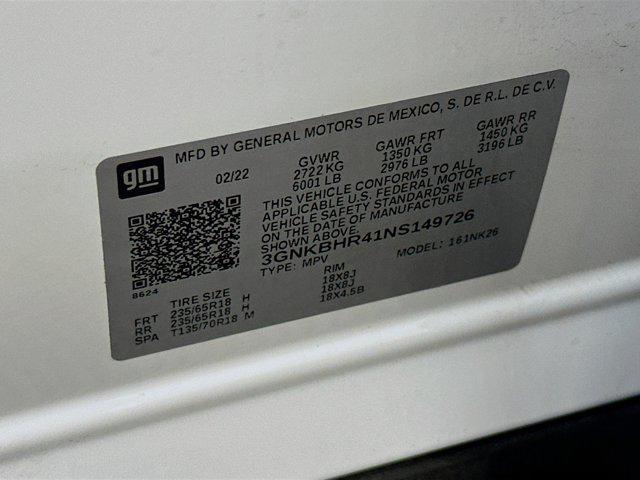 gm
MFD BY GENERAL MOTORS DE MEXICO, S. DE R.L. DE C.V.
02/22
GVWR GAWR FRT GAWR RR
2722 KG 1350 KG 1450 KG
6001 LB 2976 LB 3196 LB
THIS VEHICLE CONFORMS TO ALL
APPLICABLE U.S. FEDERAL MOTOR
VEHICLE SAFETY STANDARDS IN EFFECT
ON THE DATE OF MANUFACTURE
SHOWN ABOVE.
3GNKBHR41NS149726
TYPE: MPV MODEL: 161NK26
8624
TIRE SIZE RIM
FRT 235/65R18 H 18X8J
RR 235/65R18 H 18X8J
SPA T135/70R18 M 18X4.5B